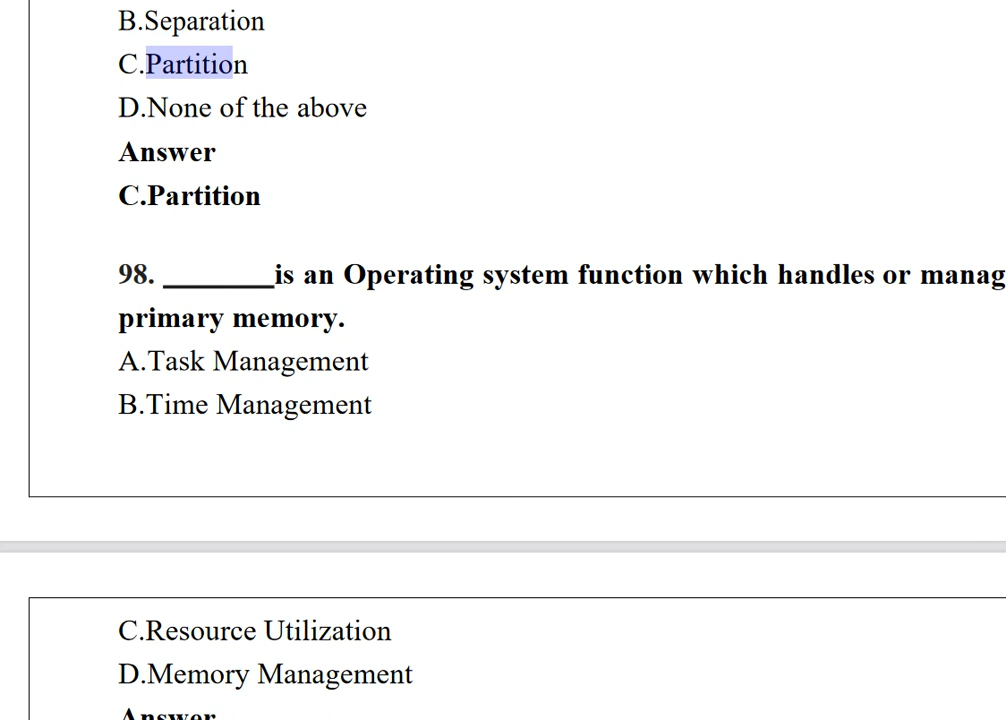 B.Separation
C.Partition
D.None of the above
Answer
C.Partition
98. _______is an Operating system function which handles or manag
primary memory.
A.Task Management
B.Time Management
C.Resource Utilization
D.Memory Management
Answer